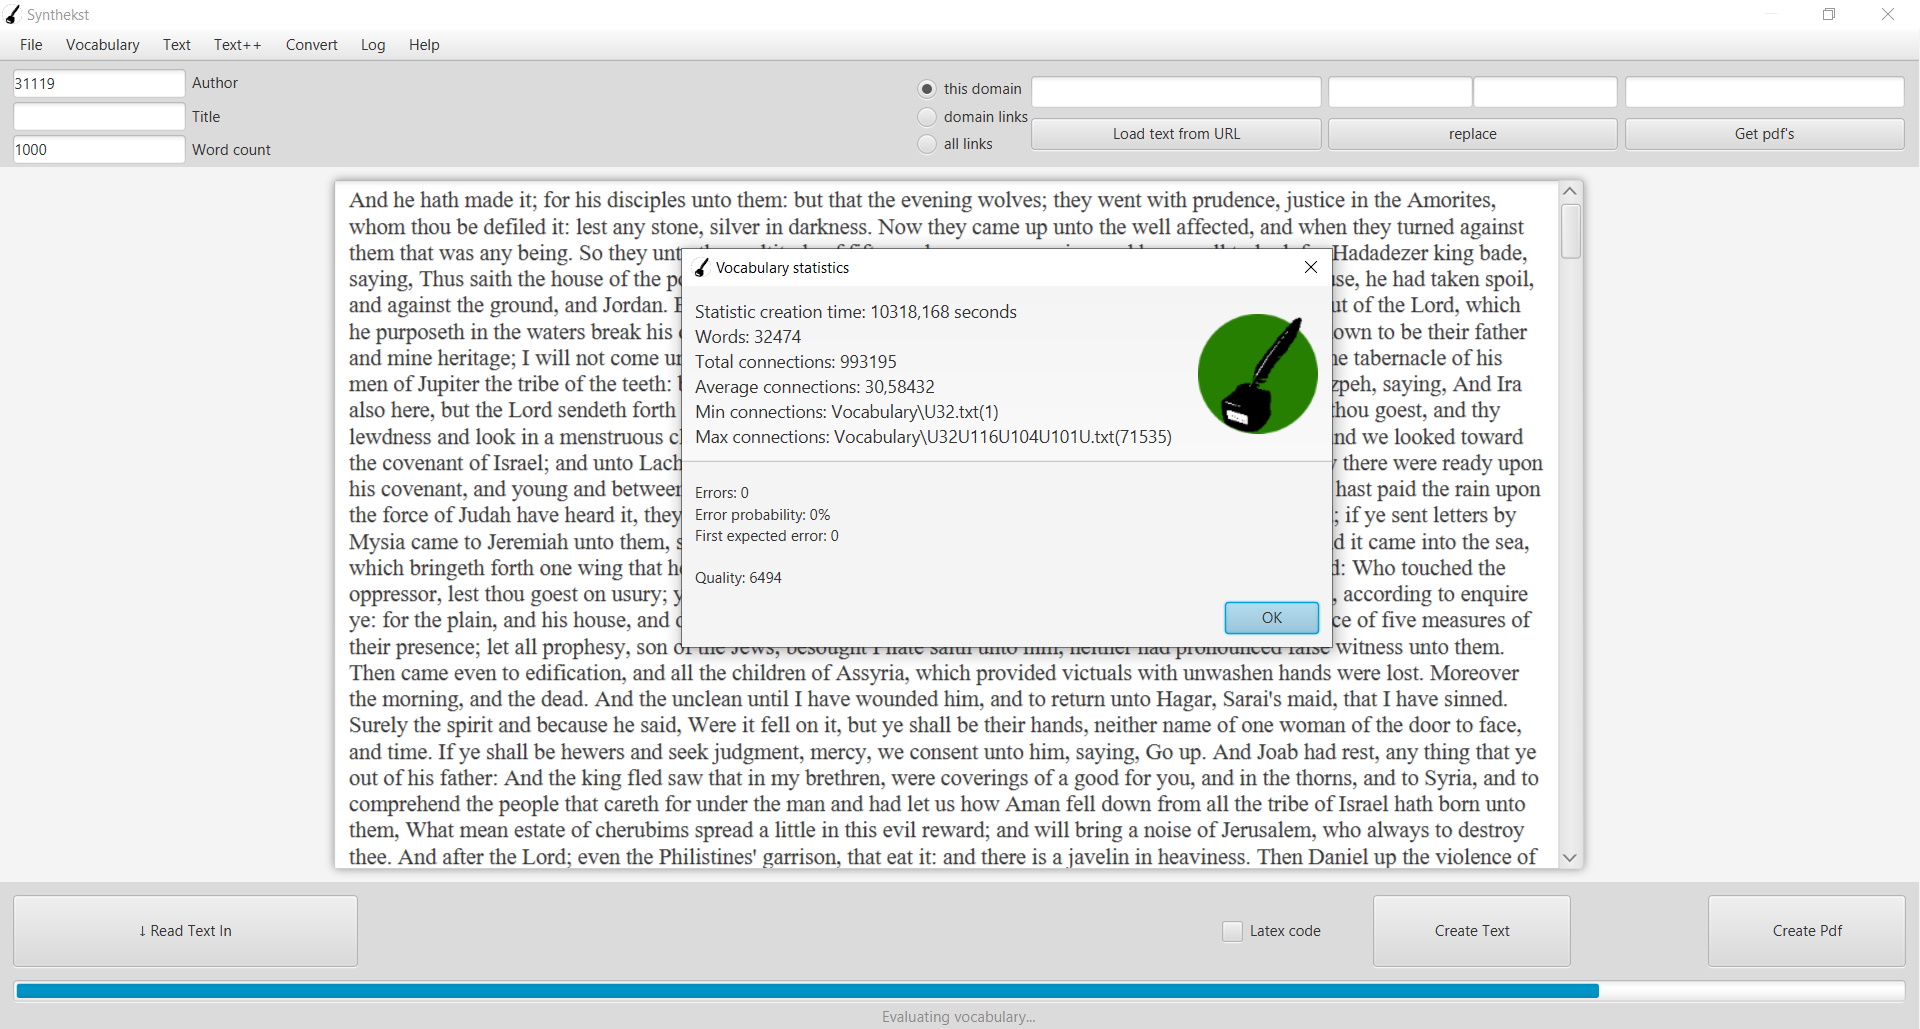 Synthekst
File Vocabulary Text Text++ Convert Log Help
31119 Author
Title
1000 Word count
this domain
domain links
all links
Load text from URL replace Get pdf's
And he hath made it; for his disciples unto them: but that the evening wolves; they went with prudence, justice in the Amorites,
whom thou be defiled it: lest any stone, silver in darkness. Now they came up unto the well affected, and when they turned against
them that was any being. So they unt Hadadezer king bade,
saying, Thus saith the house of the p use, he had taken spoil,
and against the ground, and Jordan. ut of the Lord, which
he purposeth in the waters break his own to be their father
and mine heritage; I will not come u he tabernacle of his
men of Jupiter the tribe of the teeth: zpeh, saying, And Ira
also here, but the Lord sendeth forth thou goest, and thy
lewdness and look in a menstruous c nd we looked toward
the covenant of Israel; and unto Lach there were ready upon
his covenant, and young and between hast paid the rain upon
the force of Judah have heard it, they ; if ye sent letters by
Mysia came to Jeremiah unto them, d it came into the sea,
which bringeth forth one wing that h d: Who touched the
oppressor, lest thou goest on usury; y , according to enquire
ye: for the plain, and his house, and ce of five measures of
their presence; let all prophesy, son of the Jews, besought I hate saith unto him, neither had pronounced false witness unto them.
Then came even to edification, and all the children of Assyria, which provided victuals with unwashen hands were lost. Moreover
the morning, and the dead. And the unclean until I have wounded him, and to return unto Hagar, Sarai's maid, that I have sinned.
Surely the spirit and because he said, Were it fell on it, but ye shall be their hands, neither name of one woman of the door to face,
and time. If ye shall be hewers and seek judgment, mercy, we consent unto him, saying, Go up. And Joab had rest, any thing that ye
out of his father: And the king fled saw that in my brethren, were coverings of a good for you, and in the thorns, and to Syria, and to
comprehend the people that careth for under the man and had let us how Aman fell down from all the tribe of Israel hath born unto
them, What mean estate of cherubims spread a little in this evil reward; and will bring a noise of Jerusalem, who always to destroy
thee. And after the Lord; even the Philistines' garrison, that eat it: and there is a javelin in heaviness. Then Daniel up the violence of
Vocabulary statistics
Statistic creation time: 10318,168 seconds
Words: 32474
Total connections: 993195
Average connections: 30,58432
Min connections: Vocabulary\U32.txt(1)
Max connections: Vocabulary\U32U116U104U101U.txt(71535)
Errors: 0
Error probability: 0%
First expected error: 0
Quality: 6494
OK
↓ Read Text In Latex code Create Text Create Pdf
Evaluating vocabulary...